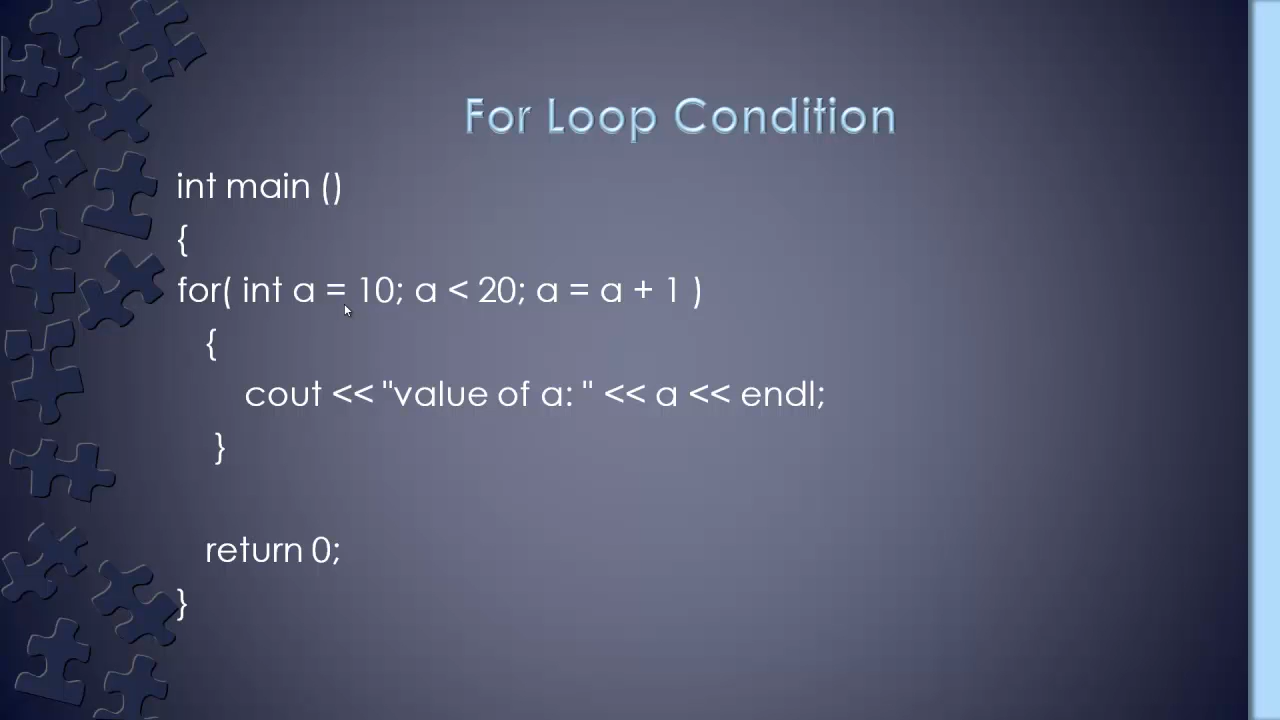 For Loop Condition
int main ()
{
for( int a = 10; a < 20; a = a + 1 )
{
cout << "value of a: " << a << endl;
}
return 0;
}